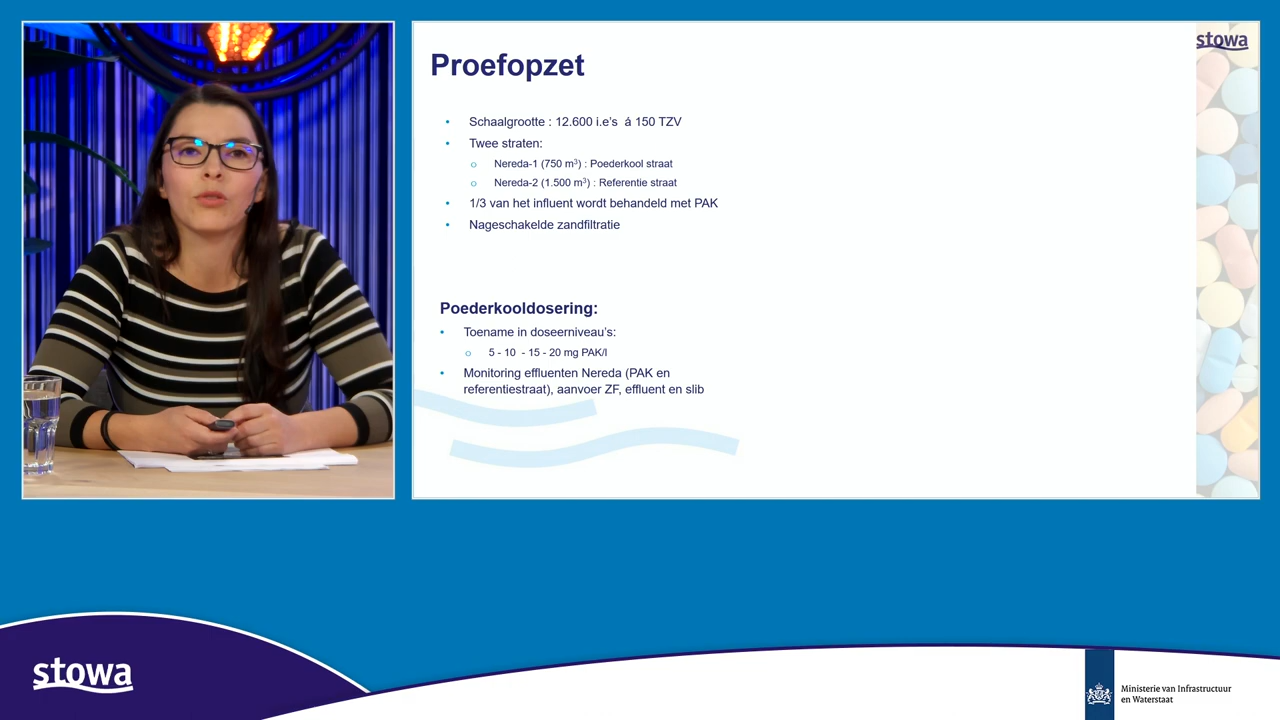 stowa
Proefopzet
• Schaalgrootte : 12.600 i.e’s á 150 TZV
• Twee straten:
o Nereda-1 (750 m³) : Poederkool straat
o Nereda-2 (1.500 m³) : Referentie straat
• 1/3 van het influent wordt behandeld met PAK
• Nageschakelde zandfiltratie
Poederkooldosering:
• Toename in doseerniveau’s:
o 5 - 10 - 15 - 20 mg PAK/l
• Monitoring effluenten Nereda (PAK en
referentiestraat), aanvoer ZF, effluent en slib
stowa
Ministerie van Infrastructuur
en Waterstaat